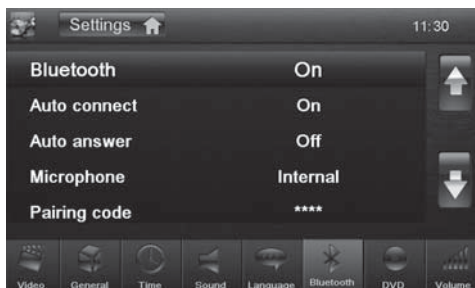 Settings 11:30
Bluetooth On
Auto connect On
Auto answer Off
Microphone Internal
Pairing code ****
Video General Time Sound Language Bluetooth DVD Volume